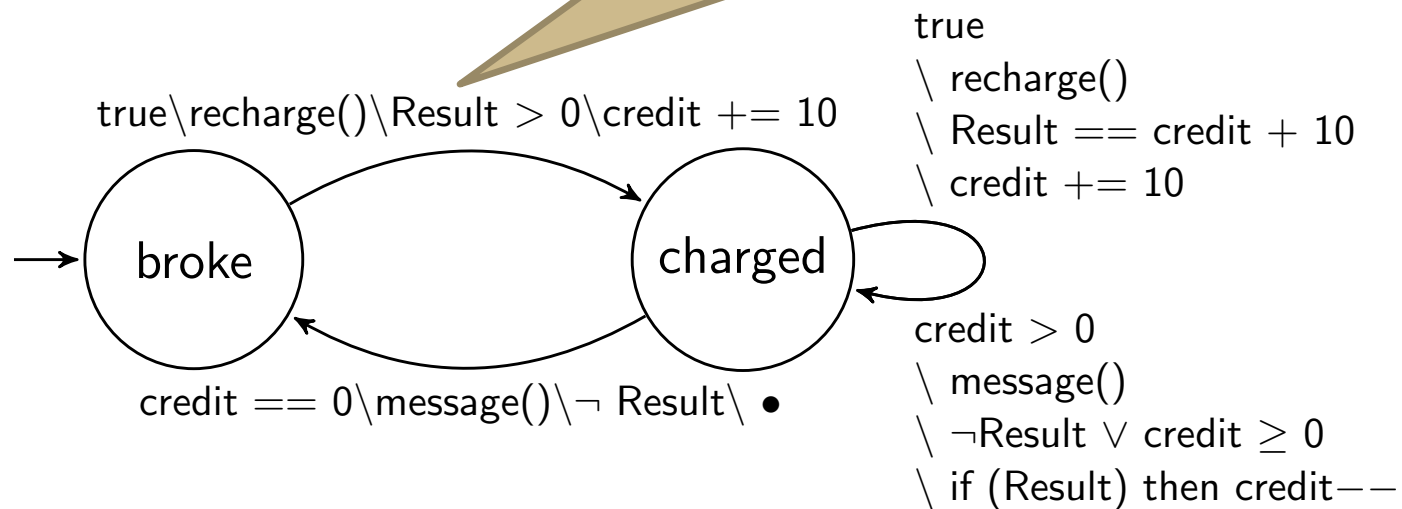 true
\ recharge()
\ Result == credit + 10
\ credit += 10
true\recharge()\Result > 0\credit += 10
broke
charged
credit == 0\message()\¬ Result\ •
credit > 0
\ message()
\ ¬Result ∨ credit ≥ 0
\ if (Result) then credit−−